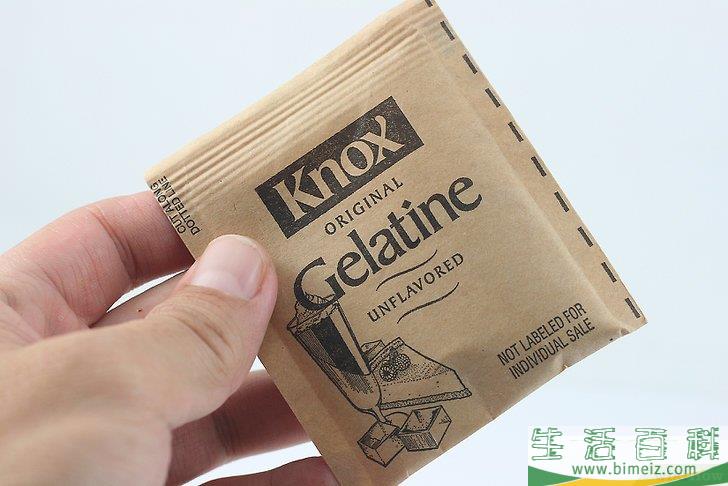 Knox
ORIGINAL
Gelatine
UNFLAVORED
NOT LABELED FOR
INDIVIDUAL SALE
CUT ALONG
DOTTED LINE
生活百科
www.bimeiz.com